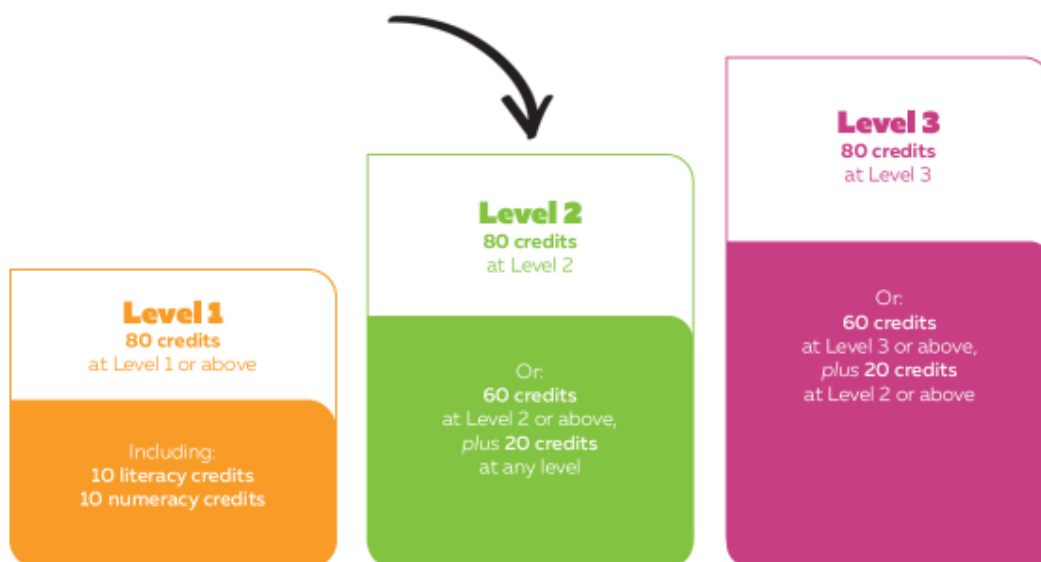 Level 1
80 credits
at Level 1 or above
Including:
10 literacy credits
10 numeracy credits
Level 2
80 credits
at Level 2
Or:
60 credits
at Level 2 or above,
plus 20 credits
at any level
Level 3
80 credits
at Level 3
Or:
60 credits
at Level 3 or above,
plus 20 credits
at Level 2 or above